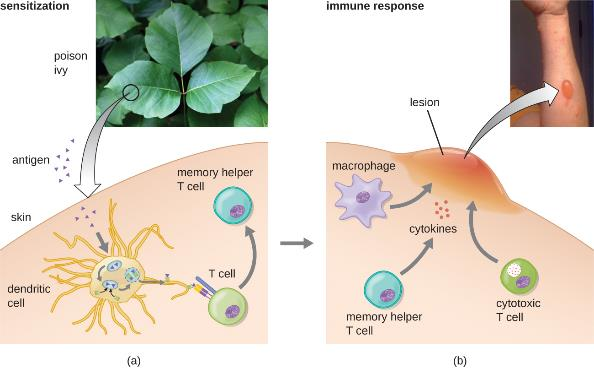 sensitization
poison
ivy
antigen
skin
dendritic
cell
memory helper
T cell
T cell
(a)
immune response
lesion
macrophage
cytokines
memory helper
T cell
cytotoxic
T cell
(b)